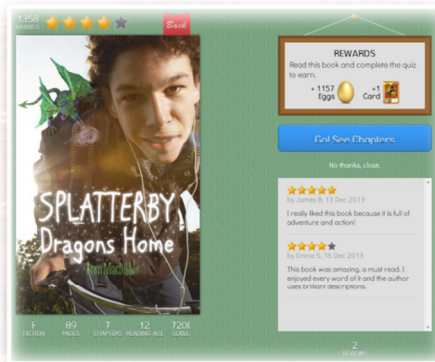 1358
RATINGS
Back
SPLATTERBY
Dragons Home
F
FICTION
89
PAGES
7
CHAPTERS
12
READING AGE
720L
LEXILE
REWARDS
Read this book and complete the quiz
to earn.
+1157
Eggs
+1
Card
Go! See Chapters
No thanks, close.
by James B, 13 Dec 2013
I really liked this book because it is full of
adventure and action!
by Emma S, 16 Dec 2013
This book was amazing, a must read. I
enjoyed every word of it and the author
uses brilliant descriptions.
2
REVIEWS